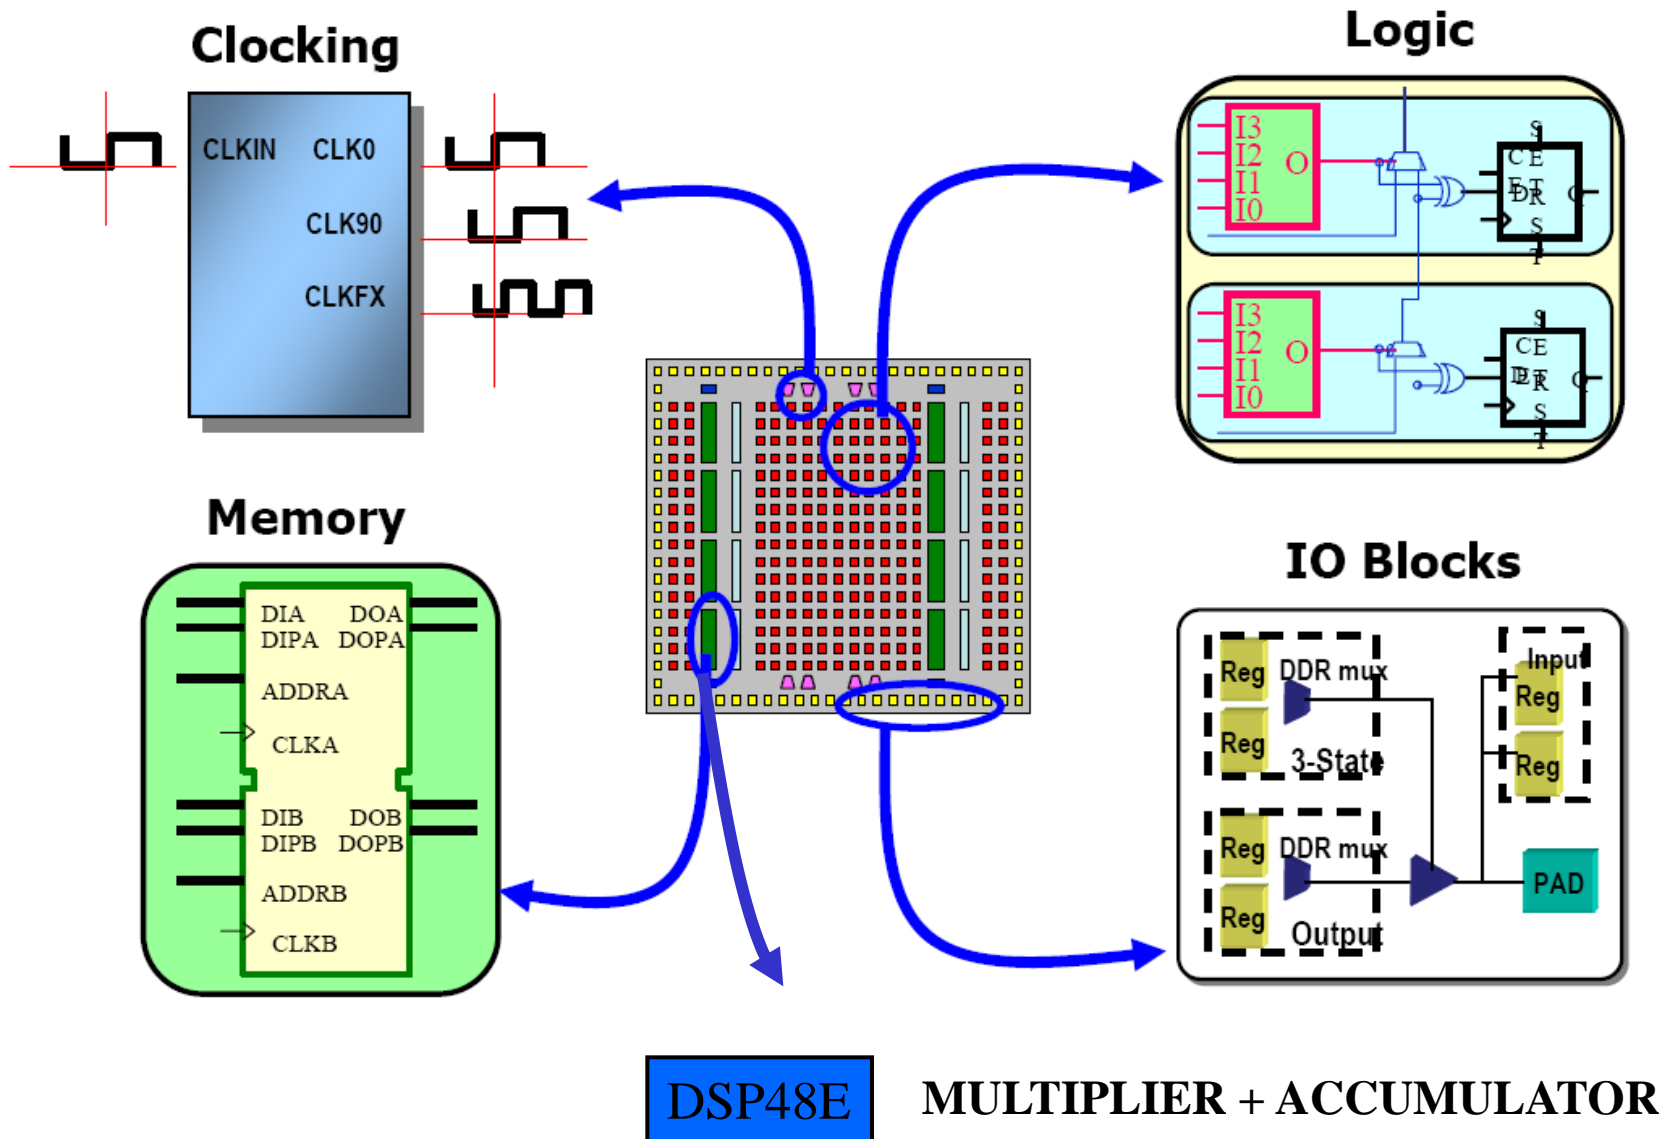 Clocking
CLKIN CLK0
CLK90
CLKFX
Logic
I3
I2
I1
I0
O
S
E
T
CE
D
Q
R
S
T
I3
I2
I1
I0
O
S
E
T
CE
D
Q
R
S
T
Memory
DIA DOA
DIPA DOPA
ADDRA
CLKA
DIB DOB
DIPB DOPB
ADDRB
CLKB
IO Blocks
Reg DDR mux
Reg
3-State
Input
Reg
Reg
Reg DDR mux
Reg
Output
PAD
DSP48E MULTIPLIER + ACCUMULATOR